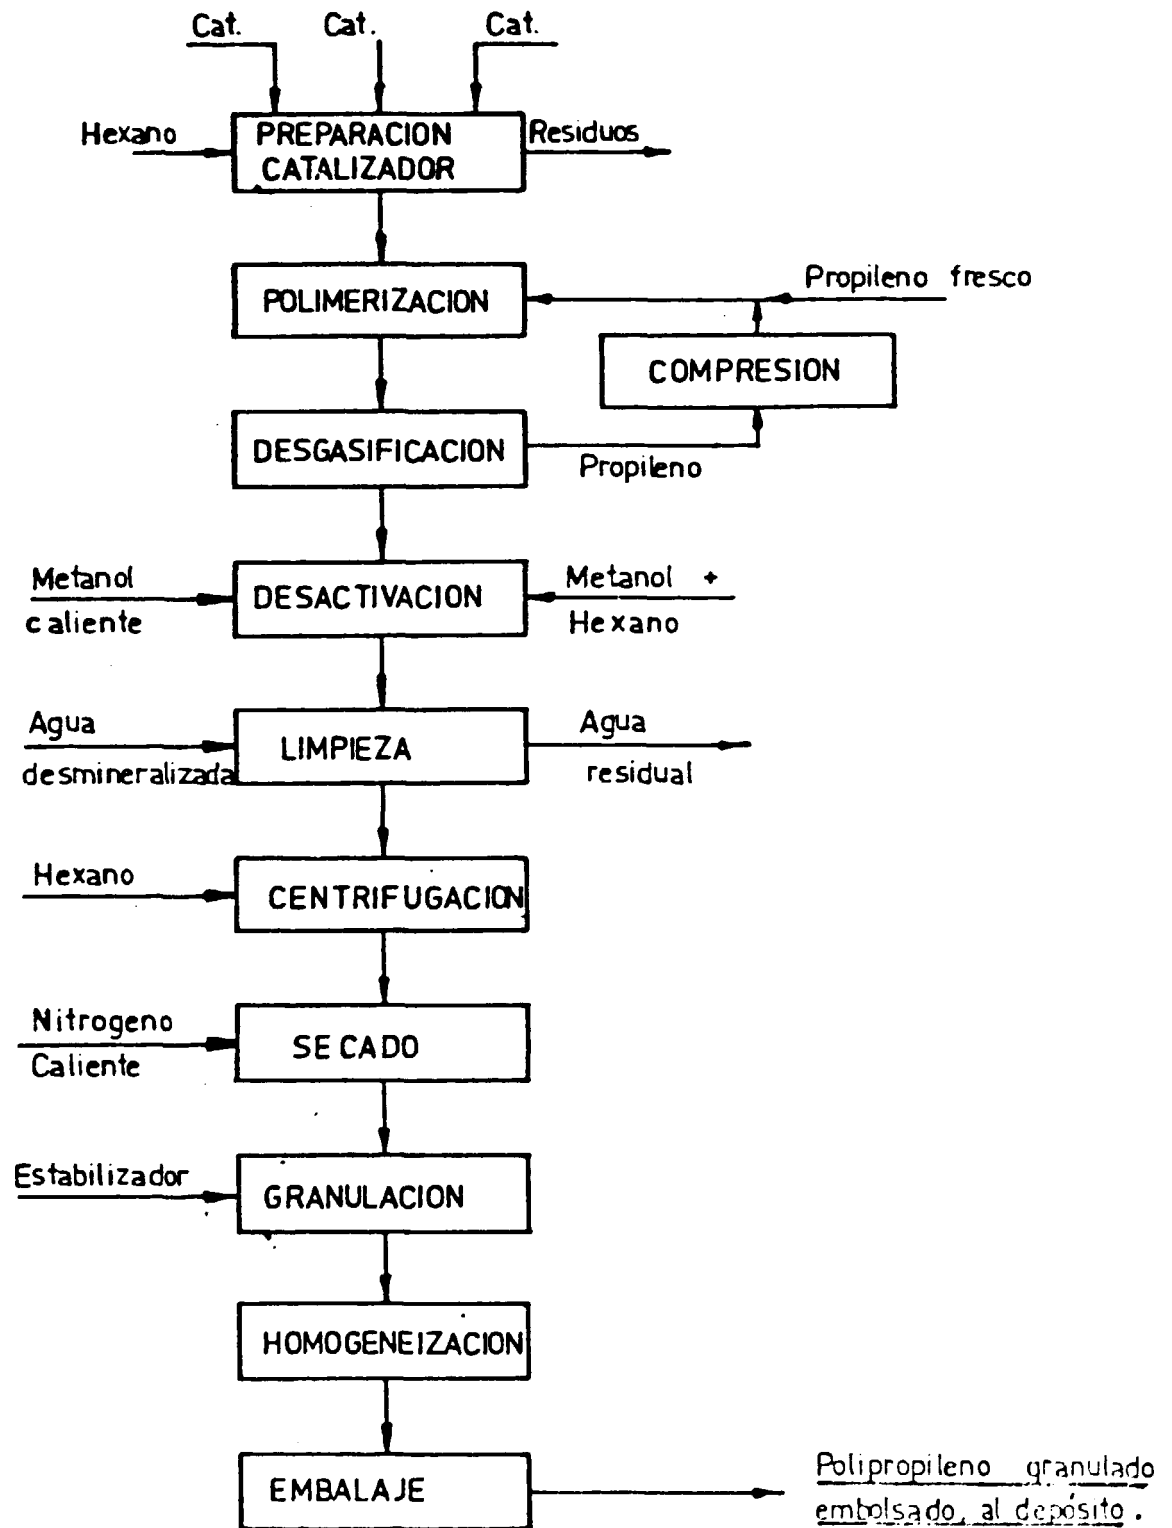 Cat. Cat. Cat.
Hexano
PREPARACION
CATALIZADOR
Residuos
POLIMERIZACION
Propileno fresco
COMPRESION
DESGASIFICACION
Propileno
Metanol
caliente
DESACTIVACION
Metanol +
Hexano
Agua
desmineralizada
LIMPIEZA
Agua
residual
Hexano
CENTRIFUGACION
Nitrogeno
Caliente
SECADO
Estabilizador
GRANULACION
HOMOGENEIZACION
EMBALAJE
Polipropileno granulado
embolsado, al depósito.